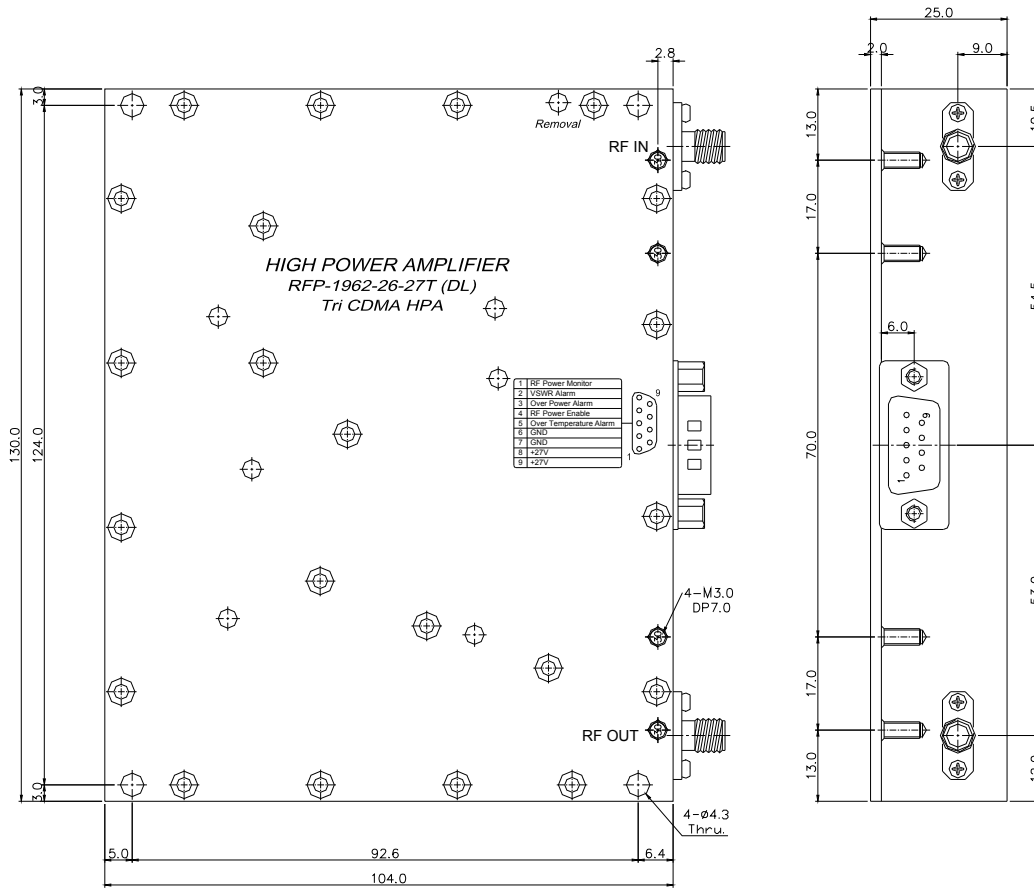 25.0
2.8
2.0
9.0
3.0
Removal
RF IN
13.0
17.0
HIGH POWER AMPLIFIER
RFP-1962-26-27T (DL)
Tri CDMA HPA
6.0
1 RF Power Monitor
2 VSWR Alarm
3 Over Power Alarm
4 RF Power Enable
5 Over Temperature Alarm
6 GND
7 GND
8 +27V
9 +27V
9
1
9
1
130.0
124.0
70.0
4-M3.0
DP7.0
17.0
RF OUT
13.0
3.0
4-ø4.3
Thru.
5.0
92.6
6.4
104.0